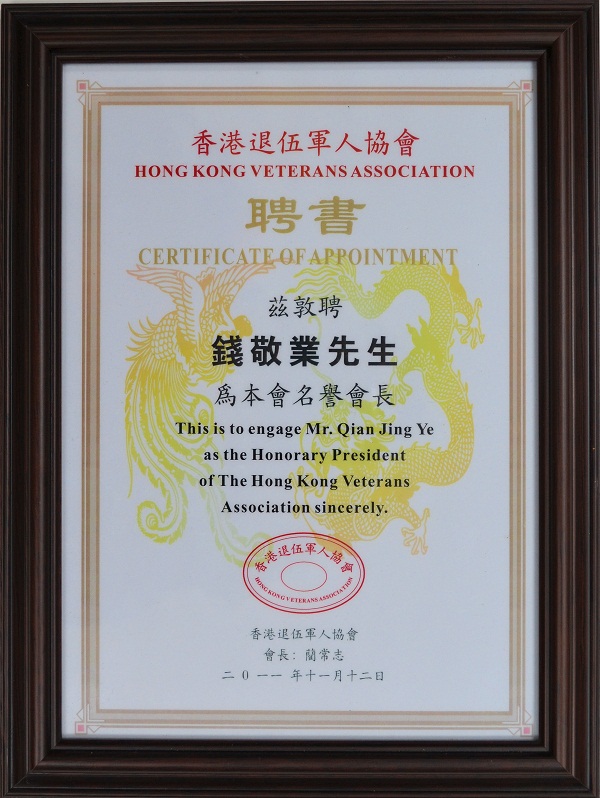 香港退伍軍人協會
HONG KONG VETERANS ASSOCIATION
聘書
CERTIFICATE OF APPOINTMENT
茲敦聘
錢敬業先生
爲本會名譽會長
This is to engage Mr. Qian Jing Ye
as the Honorary President
of The Hong Kong Veterans
Association sincerely.
香港退伍軍人協會
HONG KONG VETERANS ASSOCIATION
香港退伍軍人協會
會長: 蘭常志
二0一一年十一月十二日